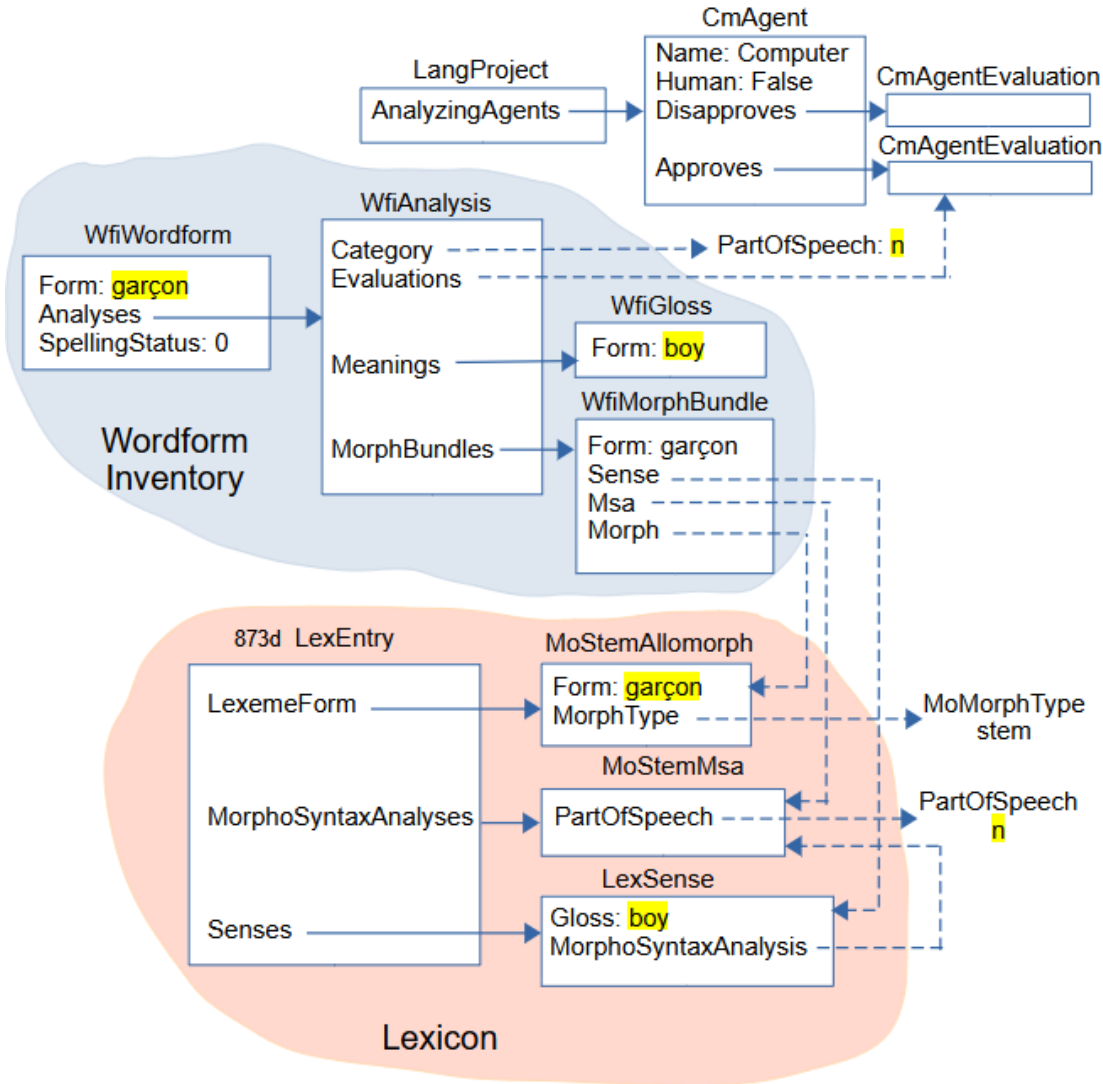 CmAgent
Name: Computer
Human: False
Disapproves
Approves
LangProject
AnalyzingAgents
CmAgentEvaluation
CmAgentEvaluation
WfiAnalysis
Category
Evaluations
Meanings
MorphBundles
PartOfSpeech: n
WfiWordform
Form: garçon
Analyses
SpellingStatus: 0
WfiGloss
Form: boy
WfiMorphBundle
Form: garçon
Sense
Msa
Morph
Wordform
Inventory
873d LexEntry
LexemeForm
MorphoSyntaxAnalyses
Senses
MoStemAllomorph
Form: garçon
MorphType
MoMorphType
stem
MoStemMsa
PartOfSpeech
PartOfSpeech
n
LexSense
Gloss: boy
MorphoSyntaxAnalysis
Lexicon